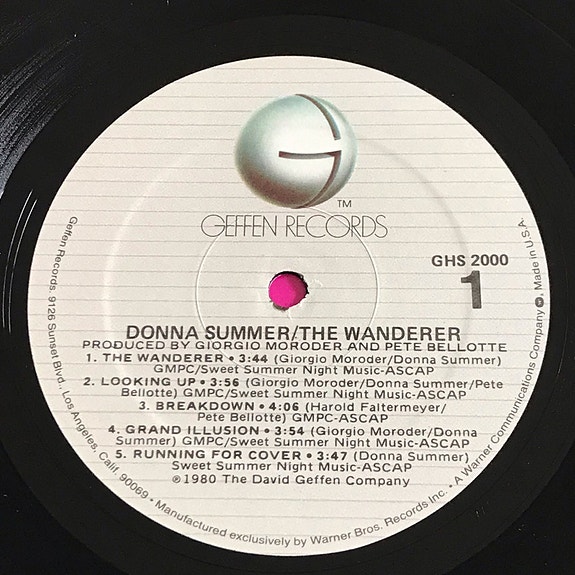 TM
GEFFEN RECORDS
GHS 2000
1
DONNA SUMMER/THE WANDERER
PRODUCED BY GIORGIO MORODER AND PETE BELLOTTE
1. THE WANDERER • 3:44 (Giorgio Moroder/Donna Summer)
GMPC/Sweet Summer Night Music-ASCAP
2. LOOKING UP • 3:56 (Giorgio Moroder/Donna Summer/Pete
Bellotte) GMPC/Sweet Summer Night Music-ASCAP
3. BREAKDOWN • 4:06 (Harold Faltermeyer/
Pete Bellotte) GMPC-ASCAP
4. GRAND ILLUSION • 3:54 (Giorgio Moroder/Donna
Summer) GMPC/Sweet Summer Night Music-ASCAP
5. RUNNING FOR COVER • 3:47 (Donna Summer)
Sweet Summer Night Music-ASCAP
℗1980 The David Geffen Company
Geffen Records, 9126 Sunset Blvd., Los Angeles, Calif. 90069 • Manufactured exclusively by Warner Bros. Records Inc. • A Warner Communications Company • Made in U.S.A.